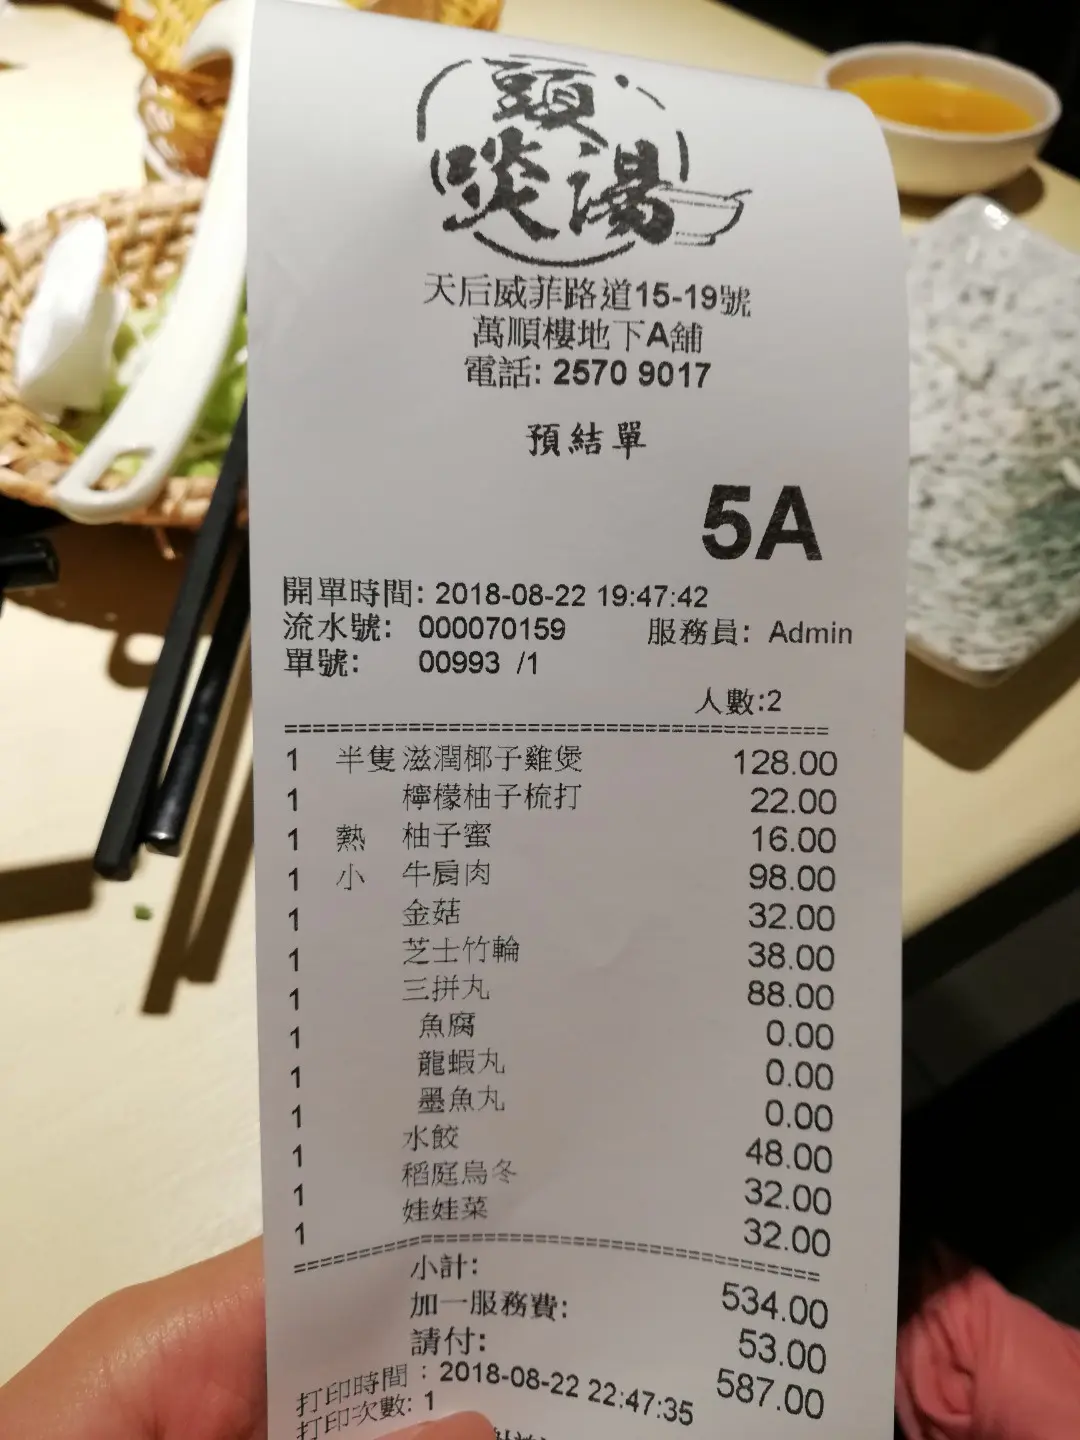 頭啖湯
天后威菲路道15-19號
萬順樓地下A舖
電話: 2570 9017
預結單
5A
開單時間: 2018-08-22 19:47:42
流水號: 000070159 服務員: Admin
單號: 00993 /1
人數:2
1 半隻 滋潤椰子雞煲 128.00
1 檸檬柚子梳打 22.00
1 熱 柚子蜜 16.00
1 小 牛肩肉 98.00
1 金菇 32.00
1 芝士竹輪 38.00
1 三拼丸 88.00
1 魚腐 0.00
1 龍蝦丸 0.00
1 墨魚丸 0.00
1 水餃 48.00
1 稻庭烏冬 32.00
1 娃娃菜 32.00
小計: 534.00
加一服務費: 53.00
請付: 587.00
打印時間：2018-08-22 22:47:35
打印次數: 1